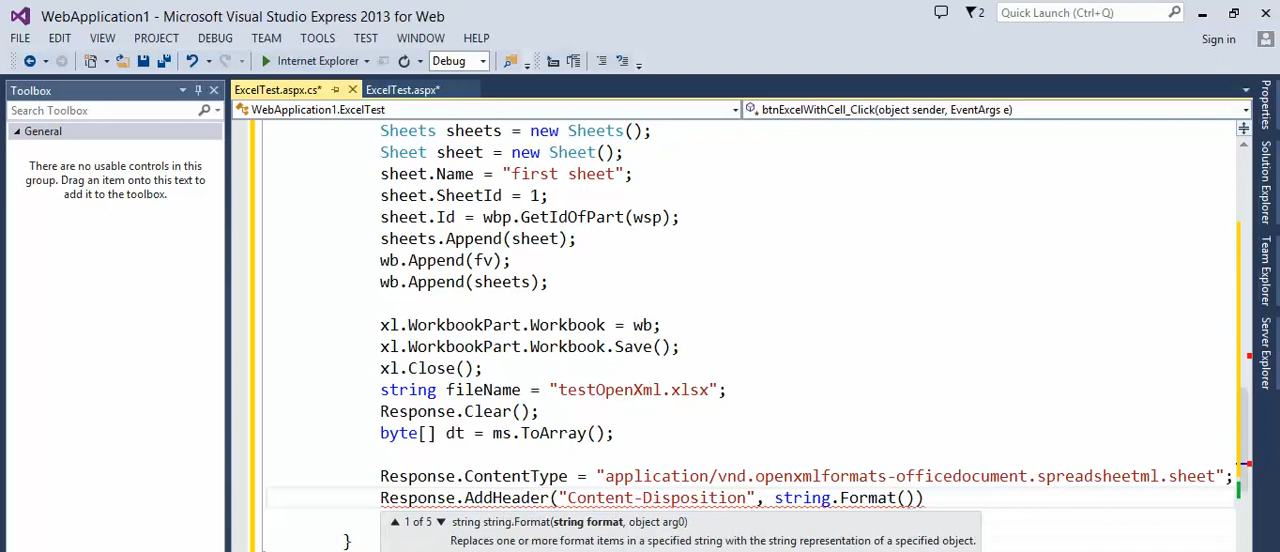 WebApplication1 - Microsoft Visual Studio Express 2013 for Web
2
Quick Launch (Ctrl+Q)
FILE EDIT VIEW PROJECT DEBUG TEAM TOOLS TEST WINDOW HELP
Sign in
Internet Explorer
Debug
Toolbox
Search Toolbox
General
There are no usable controls in this
group. Drag an item onto this text to
add it to the toolbox.
ExcelTest.aspx.cs*
ExcelTest.aspx*
WebApplication1.ExcelTest
btnExcelWithCell_Click(object sender, EventArgs e)
Sheets sheets = new Sheets();
Sheet sheet = new Sheet();
sheet.Name = "first sheet";
sheet.SheetId = 1;
sheet.Id = wbp.GetIdOfPart(wsp);
sheets.Append(sheet);
wb.Append(fv);
wb.Append(sheets);
xl.WorkbookPart.Workbook = wb;
xl.WorkbookPart.Workbook.Save();
xl.Close();
string fileName = "testOpenXml.xlsx";
Response.Clear();
byte[] dt = ms.ToArray();
Response.ContentType = "application/vnd.openxmlformats-officedocument.spreadsheetml.sheet";
Response.AddHeader("Content-Disposition", string.Format())
▲ 1 of 5 ▼ string string.Format(string format, object arg0)
Replaces one or more format items in a specified string with the string representation of a specified object.
}
Properties
Solution Explorer
Team Explorer
Server Explorer